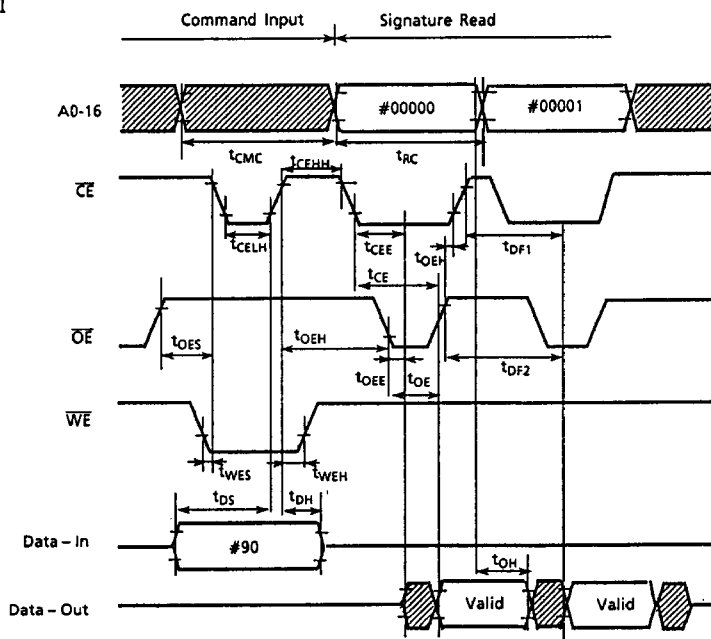 Command Input Signature Read
A0-16 #00000 #00001
tCMC tCEHH tRC
CE
tCELH tCEE tOEH tDF1
tCE
OE
tOES tOEH tOEE tOE tDF2
WE
tWES tWEH
tDS tDH
Data – In #90
tOH
Data – Out Valid Valid